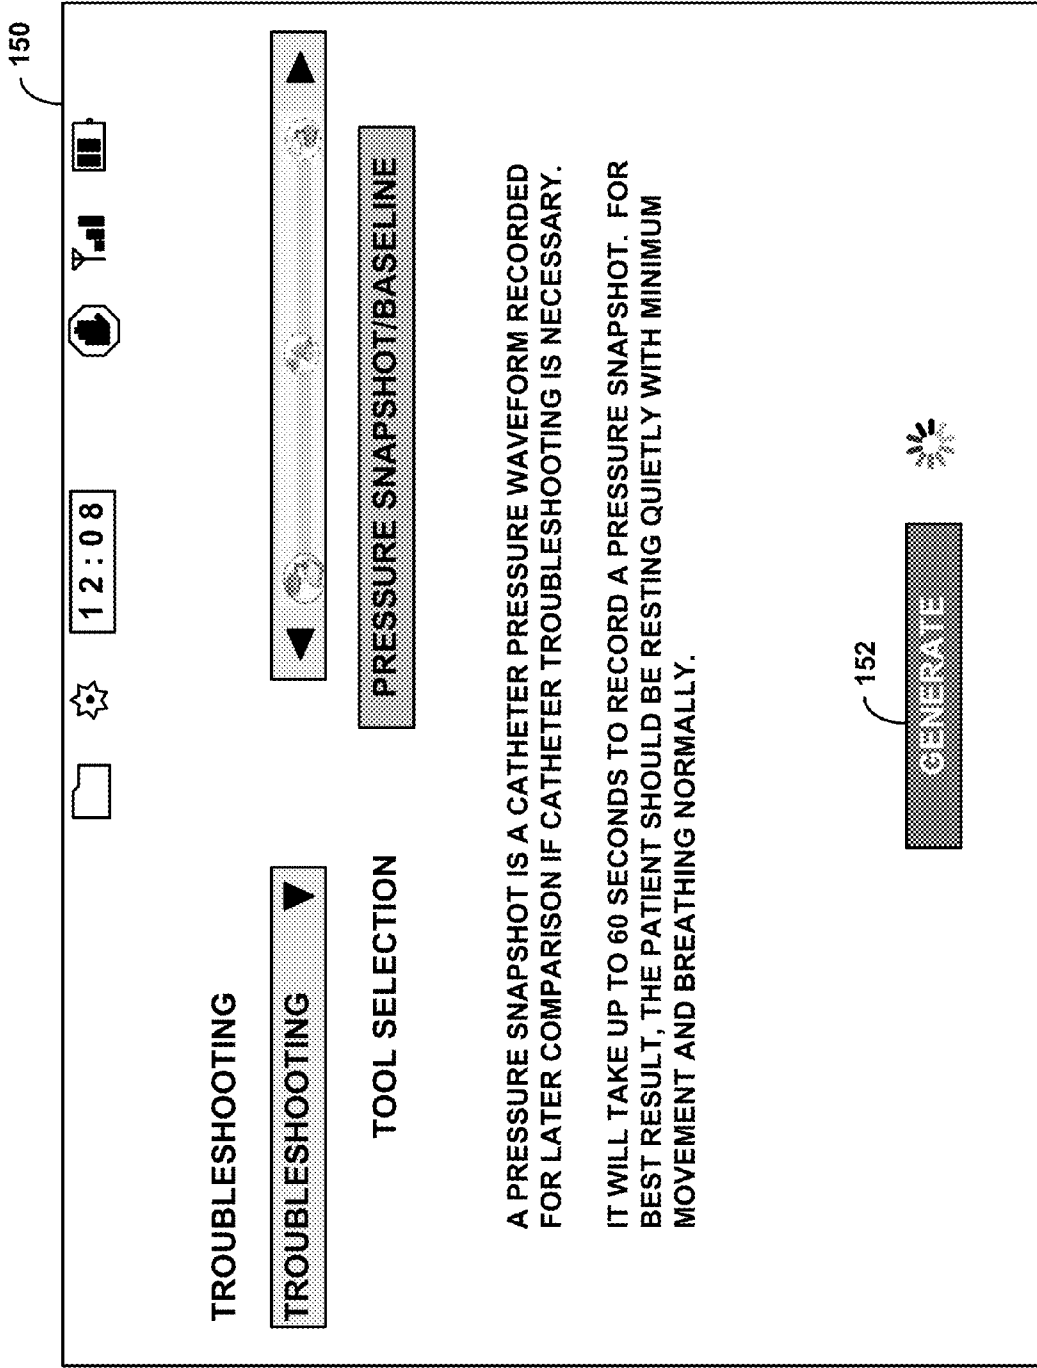 150
12:08
TROUBLESHOOTING
TROUBLESHOOTING
TOOL SELECTION
PRESSURE SNAPSHOT/BASELINE
A PRESSURE SNAPSHOT IS A CATHETER PRESSURE WAVEFORM RECORDED
FOR LATER COMPARISON IF CATHETER TROUBLESHOOTING IS NECESSARY.
IT WILL TAKE UP TO 60 SECONDS TO RECORD A PRESSURE SNAPSHOT. FOR
BEST RESULT, THE PATIENT SHOULD BE RESTING QUIETLY WITH MINIMUM
MOVEMENT AND BREATHING NORMALLY.
152
GENERATE